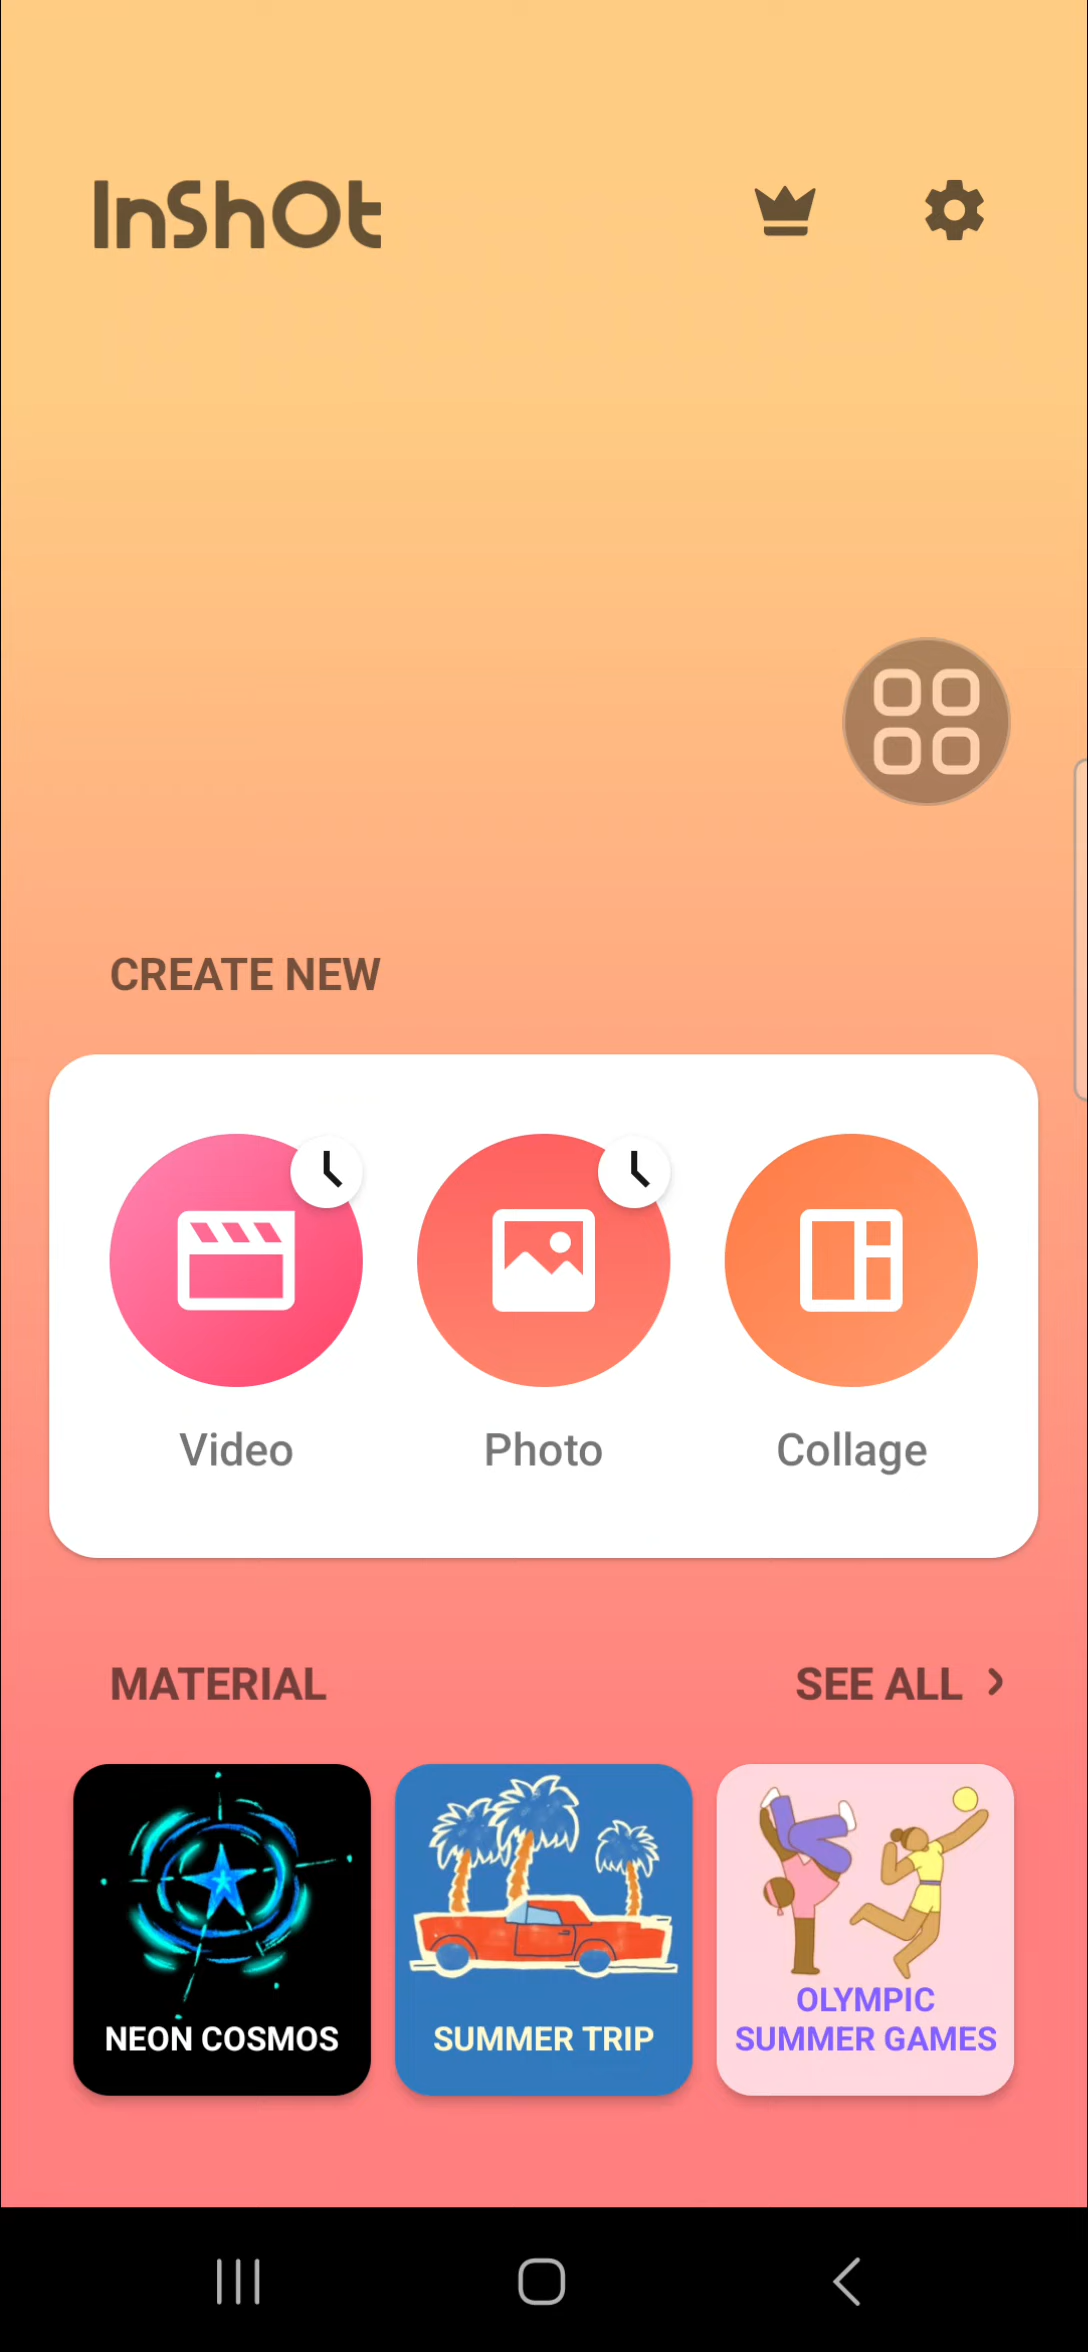 InShOt
CREATE NEW
Video
Photo
Collage
MATERIAL
SEE ALL
NEON COSMOS
SUMMER TRIP
OLYMPIC
SUMMER GAMES